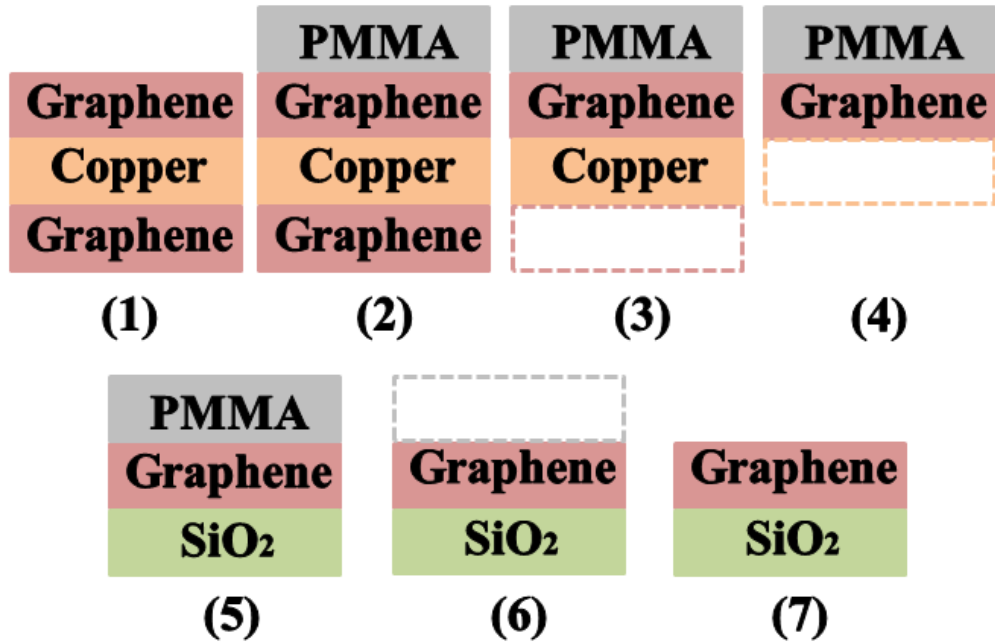 PMMA PMMA PMMA
Graphene Graphene Graphene Graphene
Copper Copper Copper
Graphene Graphene
(1) (2) (3) (4)
PMMA
Graphene Graphene Graphene
SiO₂ SiO₂ SiO₂
(5) (6) (7)